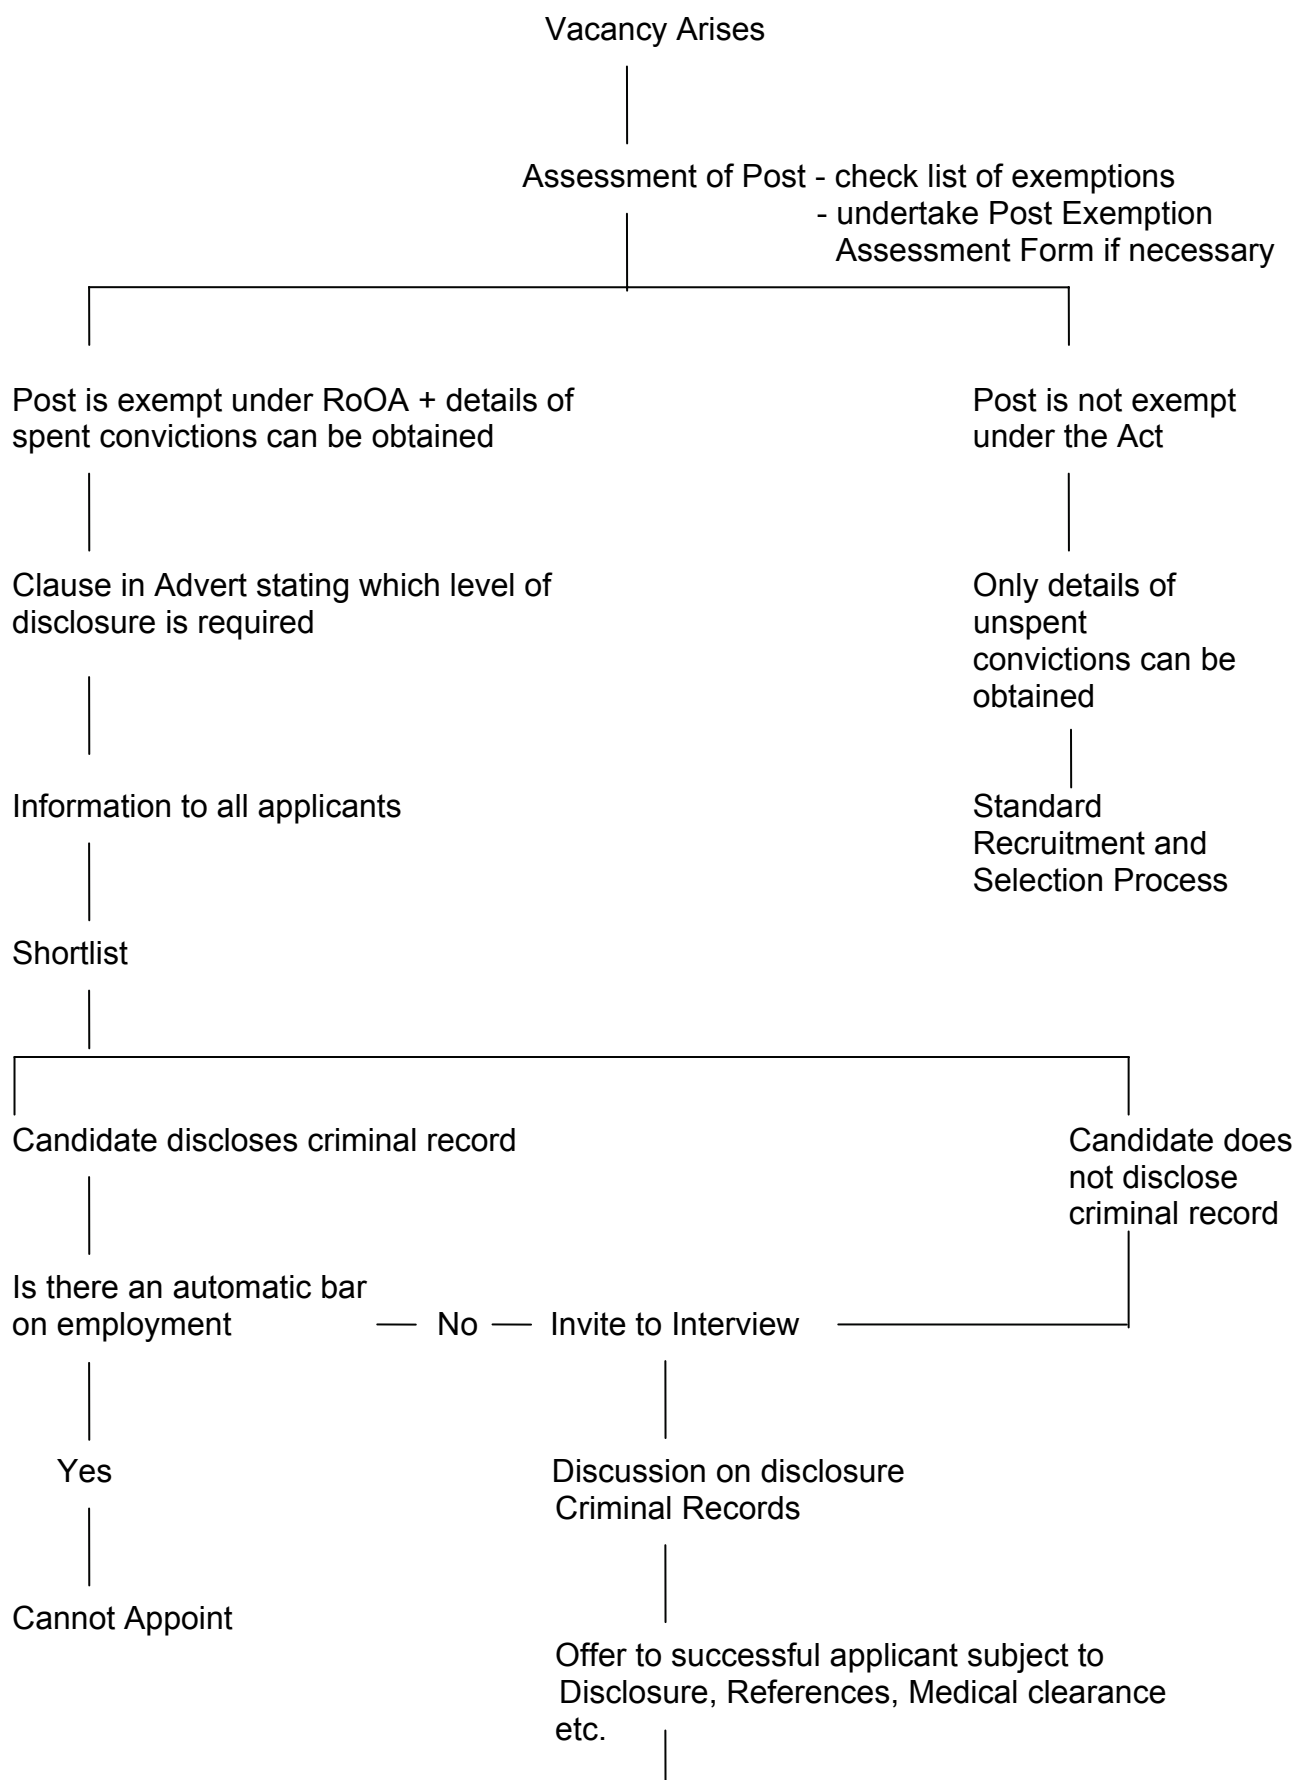 Vacancy Arises
Assessment of Post - check list of exemptions
- undertake Post Exemption
Assessment Form if necessary
Post is exempt under RoOA + details of
spent convictions can be obtained
Post is not exempt
under the Act
Clause in Advert stating which level of
disclosure is required
Only details of
unspent
convictions can be
obtained
Information to all applicants
Standard
Recruitment and
Selection Process
Shortlist
Candidate discloses criminal record
Candidate does
not disclose
criminal record
Is there an automatic bar
on employment
No
Invite to Interview
Yes
Discussion on disclosure
Criminal Records
Cannot Appoint
Offer to successful applicant subject to
Disclosure, References, Medical clearance
etc.